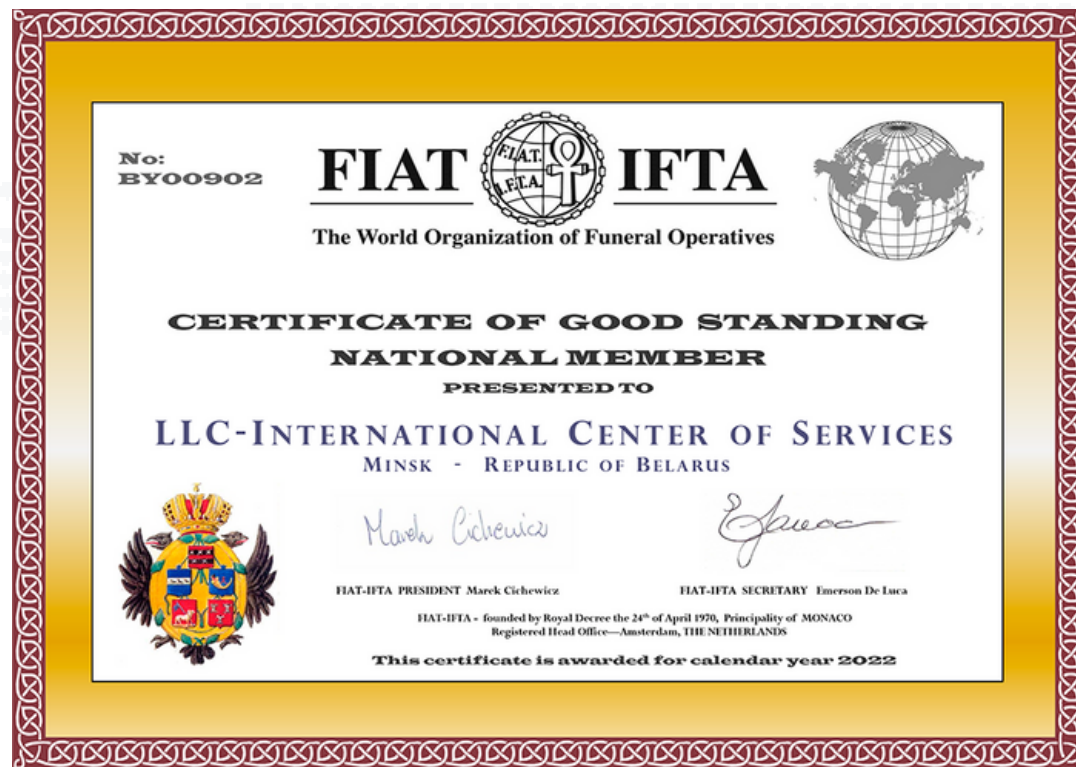 No:
BY00902
FIAT IFTA
F.I.A.T.
I.F.T.A.
The World Organization of Funeral Operatives
CERTIFICATE OF GOOD STANDING
NATIONAL MEMBER
PRESENTED TO
LLC-INTERNATIONAL CENTER OF SERVICES
MINSK - REPUBLIC OF BELARUS
Marek Cichewicz
FIAT-IFTA PRESIDENT Marek Cichewicz
FIAT-IFTA SECRETARY Emerson De Luca
FIAT-IFTA - founded by Royal Decree the 24th of April 1970, Principality of MONACO
Registered Head Office—Amsterdam, THE NETHERLANDS
This certificate is awarded for calendar year 2022